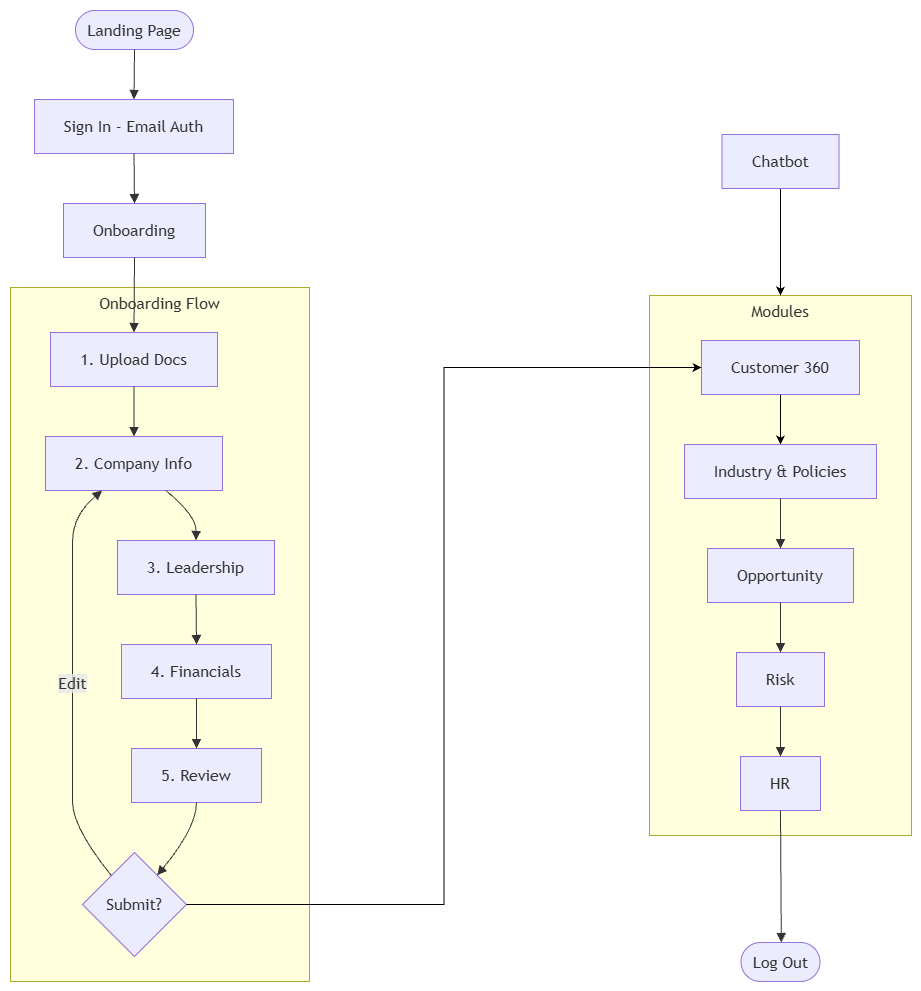 Landing Page
Sign In - Email Auth
Onboarding
Onboarding Flow
1. Upload Docs
2. Company Info
3. Leadership
4. Financials
Edit
5. Review
Submit?
Chatbot
Modules
Customer 360
Industry & Policies
Opportunity
Risk
HR
Log Out